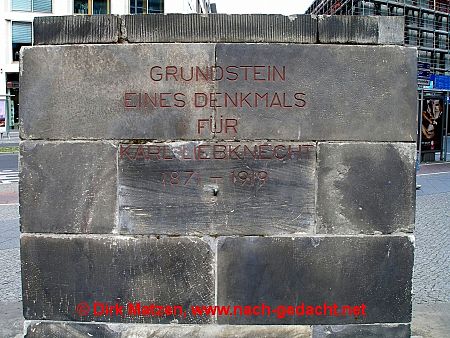 GRUNDSTEIN
EINES DENKMALS
FÜR
KARL LIEBKNECHT
1871 – 1919
© Dirk Matzen, www.nach-gedacht.net